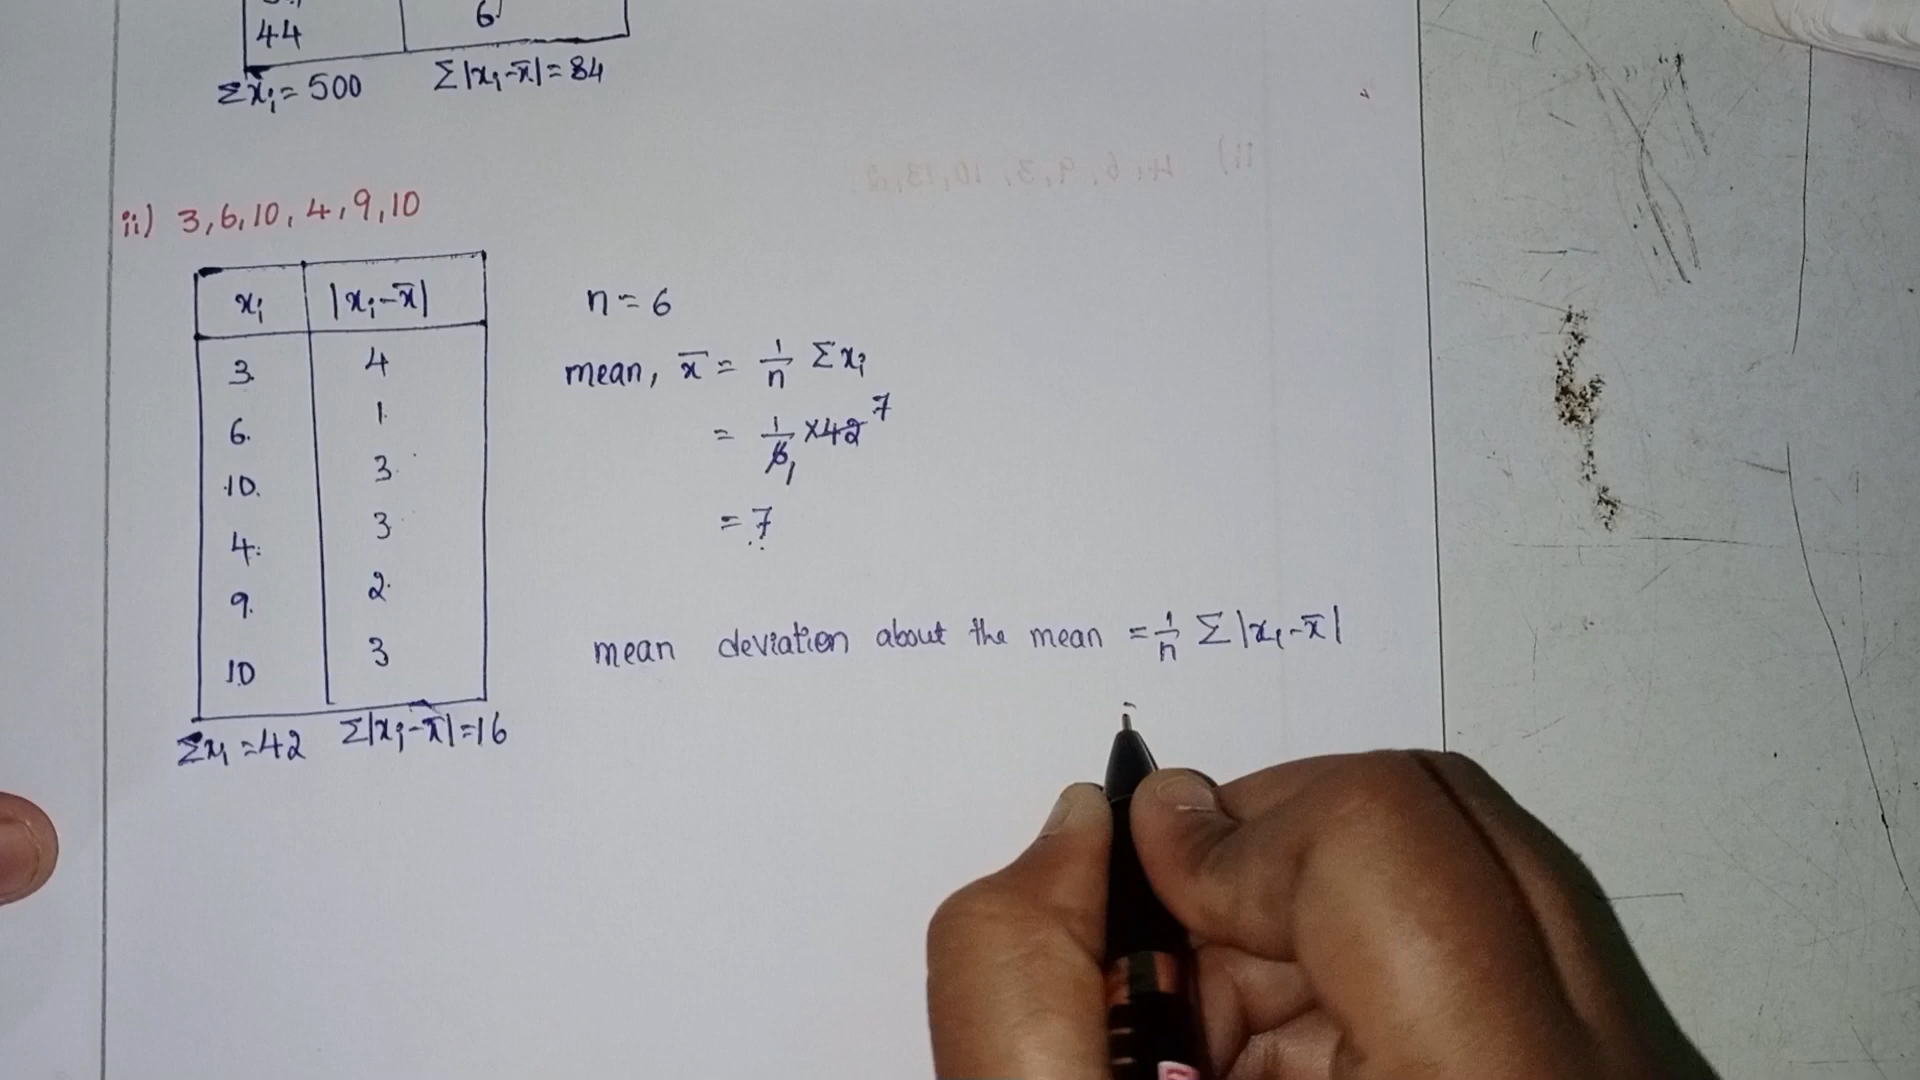 44 6
Σxᵢ = 500 Σ|xᵢ-x̄| = 84
ii) 3, 6, 10, 4, 9, 10
xᵢ |xᵢ-x̄|
3 4
6 1
10 3
4 3
9 2
10 3
Σxᵢ = 42 Σ|xᵢ-x̄| = 16
n = 6
mean, x̄ = 1/n Σxᵢ
= 1/6 1 × 42 7
= 7
mean deviation about the mean = 1/n Σ|xᵢ-x̄|
=